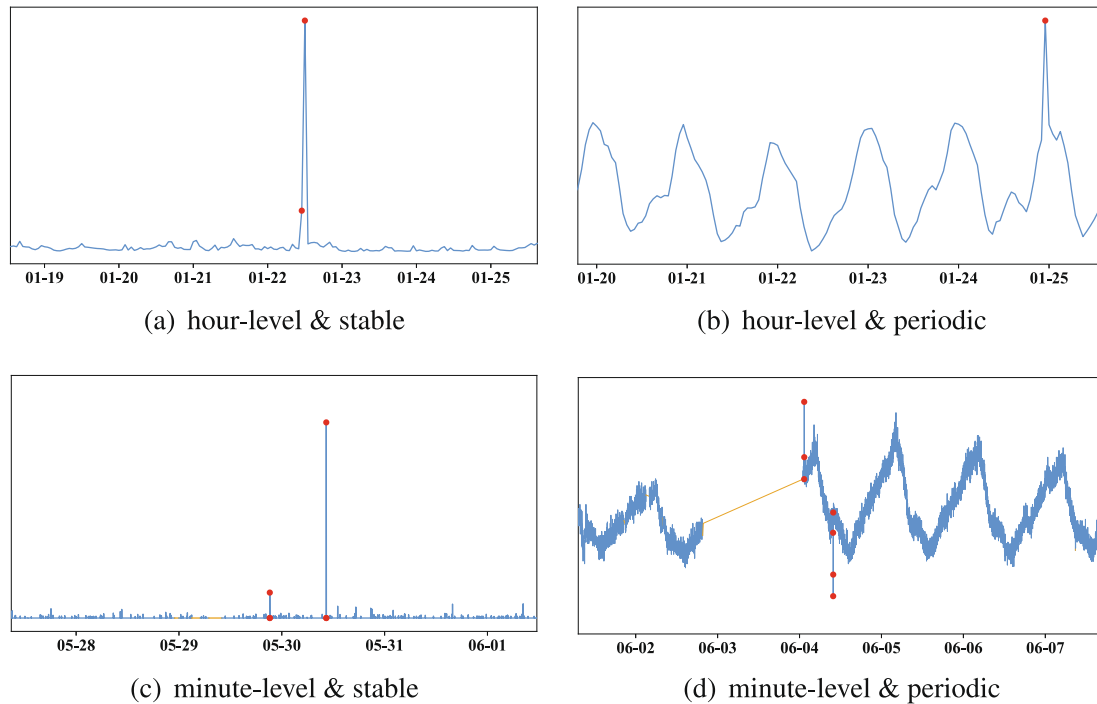 01-19 01-20 01-21 01-22 01-23 01-24 01-25
01-20 01-21 01-22 01-23 01-24 01-25
(a) hour-level & stable
(b) hour-level & periodic
05-28 05-29 05-30 05-31 06-01
06-02 06-03 06-04 06-05 06-06 06-07
(c) minute-level & stable
(d) minute-level & periodic